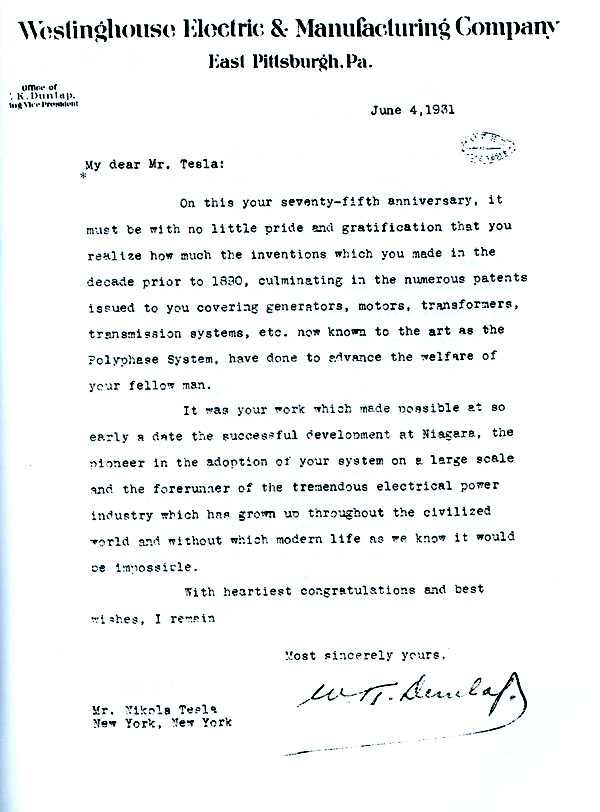 Westinghouse Electric & Manufacturing Company
East Pittsburgh, Pa.
Office of
. K. Dunlap,
ing Vice President
June 4, 1931
My dear Mr. Tesla:
*
On this your seventy-fifth anniversary, it
must be with no little pride and gratification that you
realize how much the inventions which you made in the
decade prior to 1890, culminating in the numerous patents
issued to you covering generators, motors, transformers,
transmission systems, etc. now known to the art as the
Polyphase System, have done to advance the welfare of
your fellow man.
It was your work which made possible at so
early a date the successful development at Niagara, the
pioneer in the adoption of your system on a large scale
and the forerunner of the tremendous electrical power
industry which has grown up throughout the civilized
world and without which modern life as we know it would
be impossible.
With heartiest congratulations and best
wishes, I remain
Most sincerely yours,
W. K. Dunlap.
Mr. Nikola Tesla
New York, New York